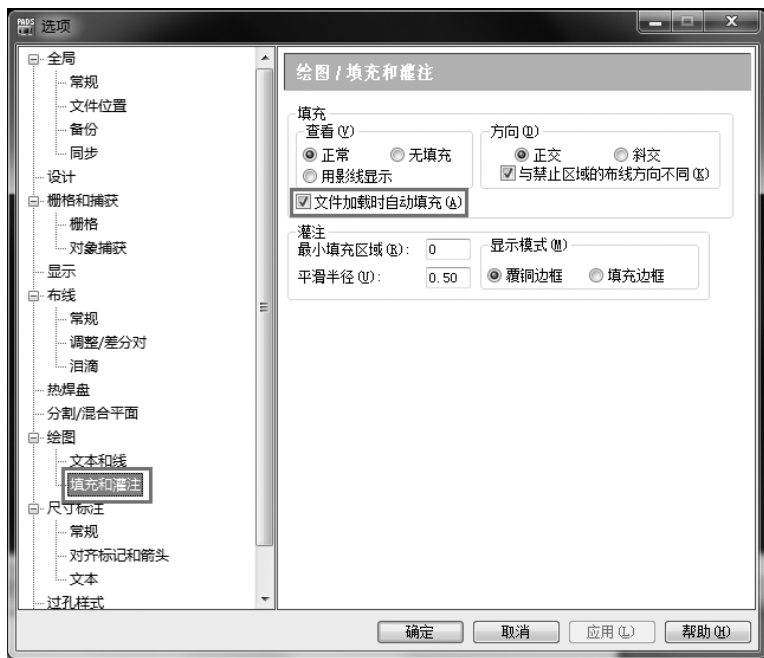 PADS 选项
全局
常规
文件位置
备份
同步
设计
栅格和捕获
栅格
对象捕获
显示
布线
常规
调整/差分对
泪滴
热焊盘
分割/混合平面
绘图
文本和线
填充和灌注
尺寸标注
常规
对齐标记和箭头
文本
过孔样式
绘图 / 填充和灌注
填充
查看(V)
正常 无填充
用影线显示
方向(D)
正交 斜交
与禁止区域的布线方向不同(K)
文件加载时自动填充(A)
灌注
最小填充区域(R): 0
平滑半径(U): 0.50
显示模式(M)
覆铜边框 填充边框
确定 取消 应用(L) 帮助(H)